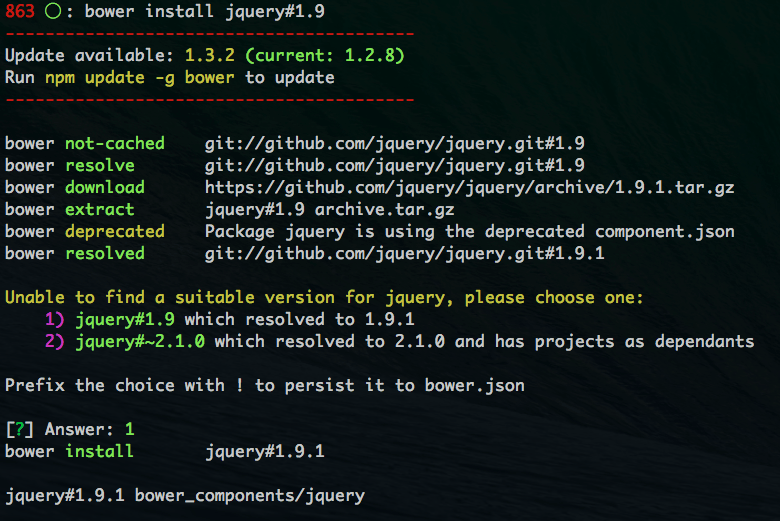 863 ○: bower install jquery#1.9
-----------------------------------------
Update available: 1.3.2 (current: 1.2.8)
Run npm update -g bower to update
-----------------------------------------
bower not-cached    git://github.com/jquery/jquery.git#1.9
bower resolve       git://github.com/jquery/jquery.git#1.9
bower download      https://github.com/jquery/jquery/archive/1.9.1.tar.gz
bower extract       jquery#1.9 archive.tar.gz
bower deprecated    Package jquery is using the deprecated component.json
bower resolved      git://github.com/jquery/jquery.git#1.9.1
Unable to find a suitable version for jquery, please choose one:
    1) jquery#1.9 which resolved to 1.9.1
    2) jquery#~2.1.0 which resolved to 2.1.0 and has projects as dependants
Prefix the choice with ! to persist it to bower.json
[?] Answer: 1
bower install       jquery#1.9.1
jquery#1.9.1 bower_components/jquery